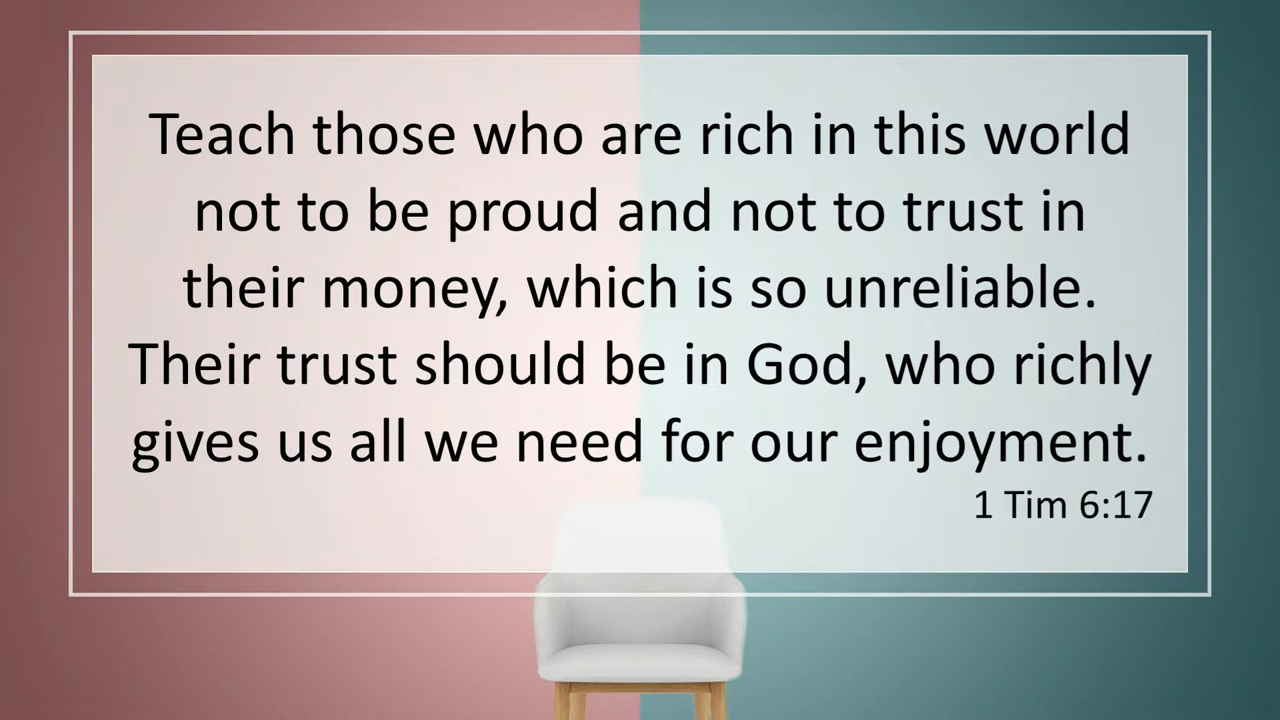 Teach those who are rich in this world
not to be proud and not to trust in
their money, which is so unreliable.
Their trust should be in God, who richly
gives us all we need for our enjoyment.
1 Tim 6:17